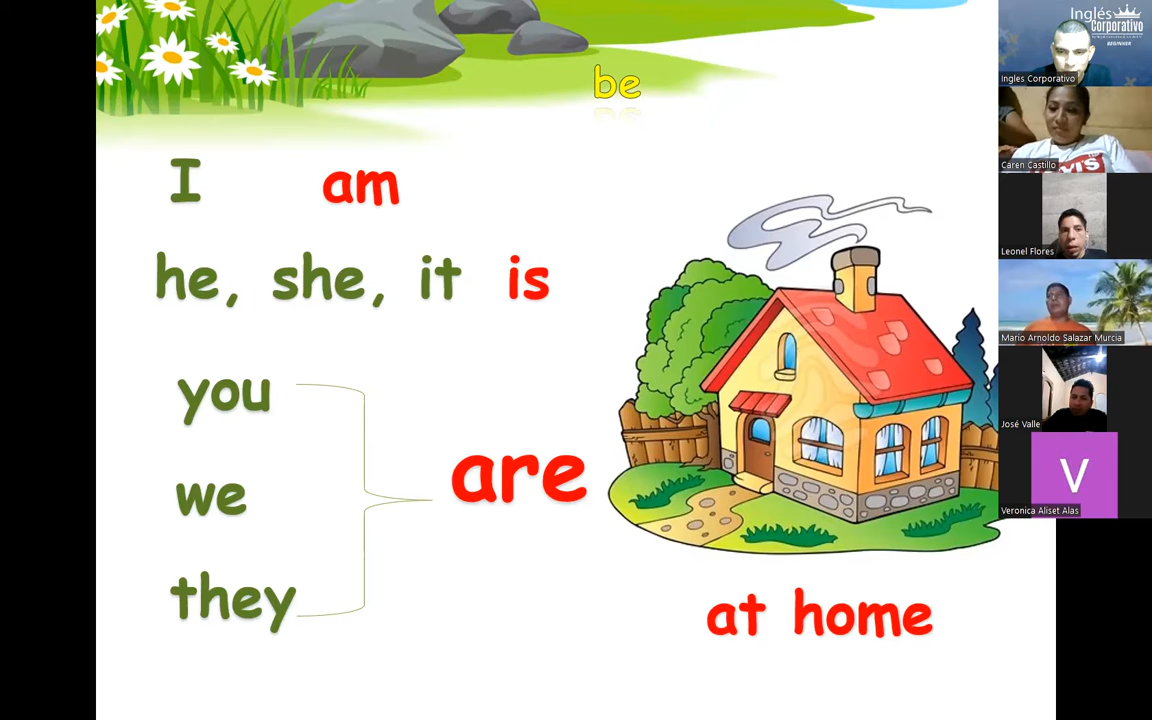 be
I am
he, she, it is
you
we
they
are
at home
Inglés
Corporativo
BEGINNER
Ingles Corporativo
Caren Castillo
Leonel Flores
Mario Arnoldo Salazar Murcia
José Valle
V
Veronica Aliset Alas